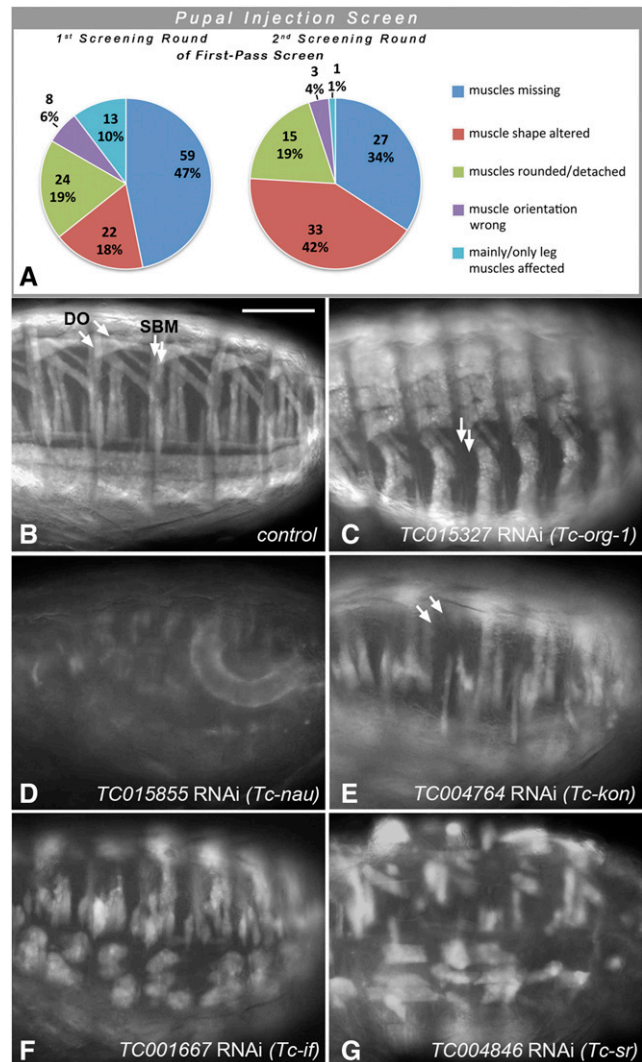 Pupal Injection Screen
1st Screening Round 2nd Screening Round
of First-Pass Screen
8
6%
13
10%
59
47%
24
19%
22
18%
3
4%
1
1%
15
19%
27
34%
33
42%
muscles missing
muscle shape altered
muscles rounded/detached
muscle orientation
wrong
mainly/only leg
muscles affected
A
DO SBM
B control
C TC015327 RNAi (Tc-org-1)
D TC015855 RNAi (Tc-nau)
E TC004764 RNAi (Tc-kon)
F TC001667 RNAi (Tc-if)
G TC004846 RNAi (Tc-sr)